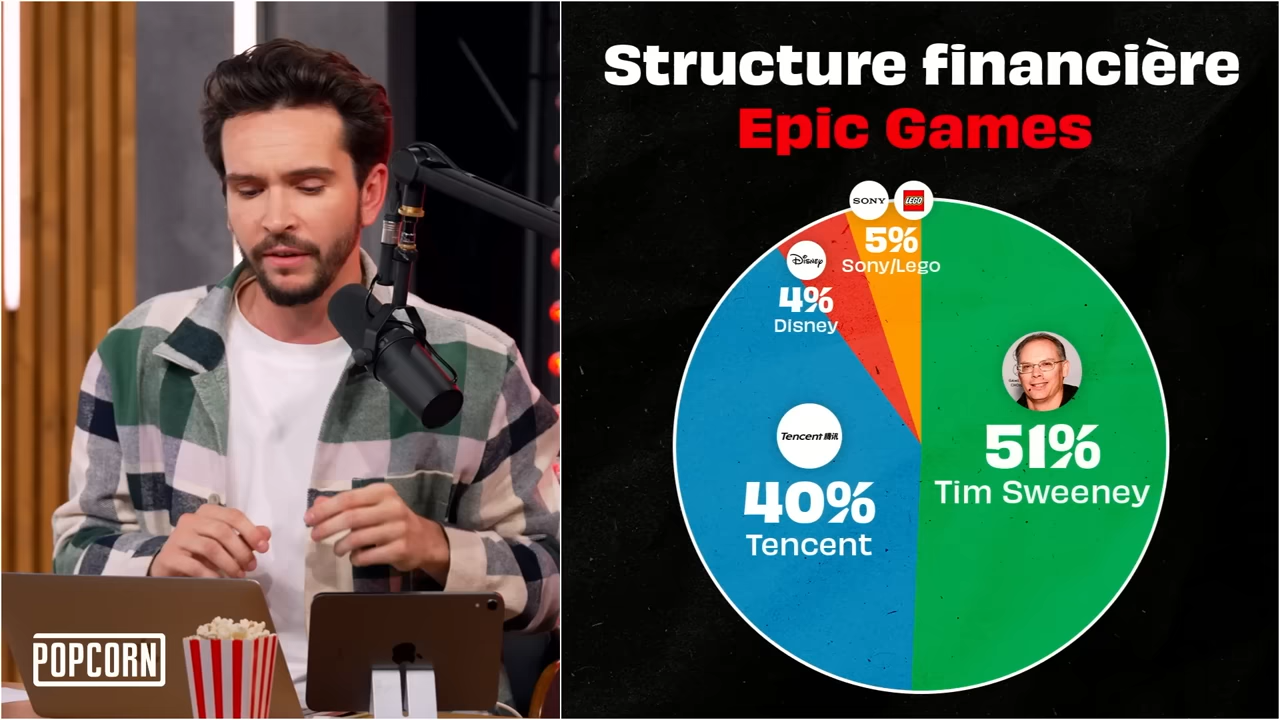 Structure financière
Epic Games
SONY
LEGO
5%
Sony/Lego
Disney
4%
Disney
Tencent 腾讯
40%
Tencent
51%
Tim Sweeney
POPCORN